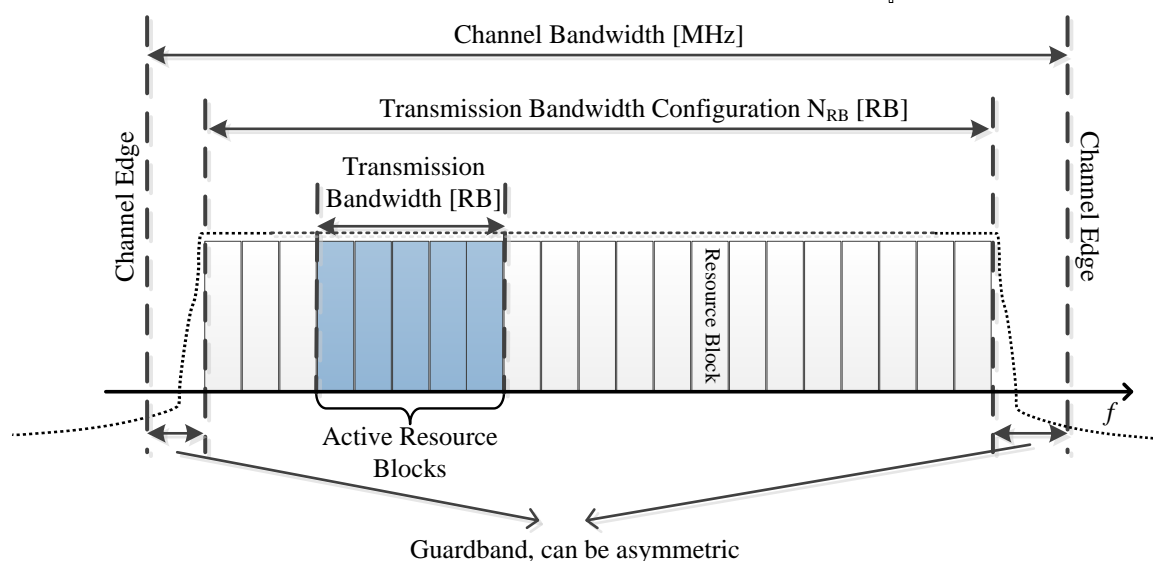 Channel Bandwidth [MHz]
Transmission Bandwidth Configuration N_RB [RB]
Transmission
Bandwidth [RB]
Channel Edge
Channel Edge
Resource Block
f
Active Resource
Blocks
Guardband, can be asymmetric